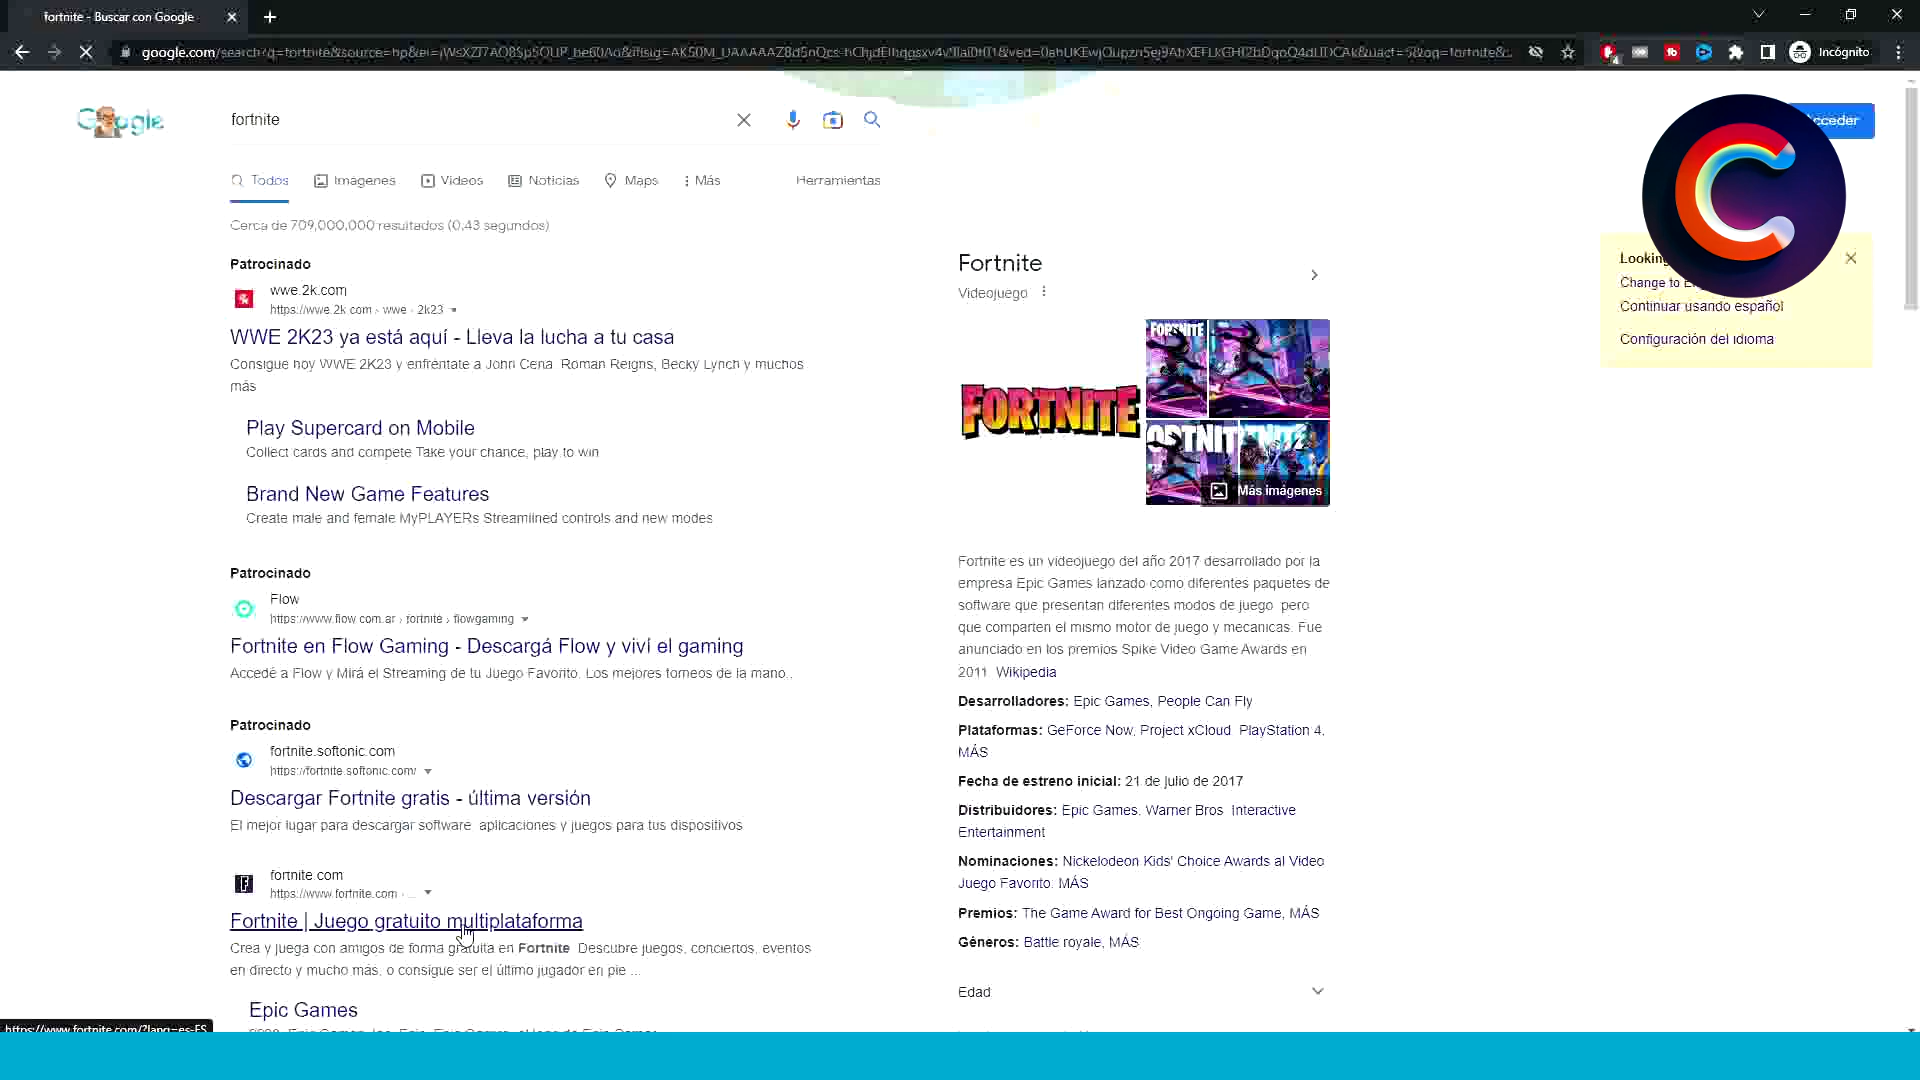 fortnite - Buscar con Google
Incógnito
Google
fortnite
Acceder
Todos
Imágenes
Videos
Noticias
Maps
Más
Herramientas
Cerca de 709,000,000 resultados (0,43 segundos)
Patrocinado
wwe.2k.com
https://wwe.2k.com › wwe › 2k23
WWE 2K23 ya está aquí - Lleva la lucha a tu casa
Consigue hoy WWE 2K23 y enfréntate a John Cena Roman Reigns, Becky Lynch y muchos
más
Play Supercard on Mobile
Collect cards and compete Take your chance, play to win
Brand New Game Features
Create male and female MyPLAYERs Streamlined controls and new modes
Patrocinado
Flow
https://www.flow.com.ar › fortnite › flowgaming
Fortnite en Flow Gaming - Descargá Flow y viví el gaming
Accedé a Flow y Mirá el Streaming de tu Juego Favorito. Los mejores torneos de la mano..
Patrocinado
fortnite.softonic.com
https://fortnite.softonic.com/
Descargar Fortnite gratis - última versión
El mejor lugar para descargar software aplicaciones y juegos para tus dispositivos
fortnite.com
https://www.fortnite.com › ...
Fortnite | Juego gratuito multiplataforma
Crea y juega con amigos de forma gratuita en Fortnite Descubre juegos, conciertos, eventos
en directo y mucho más, o consigue ser el último jugador en pie ...
Epic Games
https://www.fortnite.com/?lang=es-ES
Fortnite
Videojuego
FORTNITE
FORTNITE
Más imágenes
Fortnite es un videojuego del año 2017 desarrollado por la
empresa Epic Games lanzado como diferentes paquetes de
software que presentan diferentes modos de juego pero
que comparten el mismo motor de juego y mecánicas. Fue
anunciado en los premios Spike Video Game Awards en
2011 Wikipedia
Desarrolladores: Epic Games, People Can Fly
Plataformas: GeForce Now, Project xCloud PlayStation 4,
MÁS
Fecha de estreno inicial: 21 de julio de 2017
Distribuidores: Epic Games, Warner Bros Interactive
Entertainment
Nominaciones: Nickelodeon Kids' Choice Awards al Video
Juego Favorito. MÁS
Premios: The Game Award for Best Ongoing Game, MÁS
Géneros: Battle royale, MÁS
Edad
Looking
Change to
Continuar usando español
Configuración del idioma